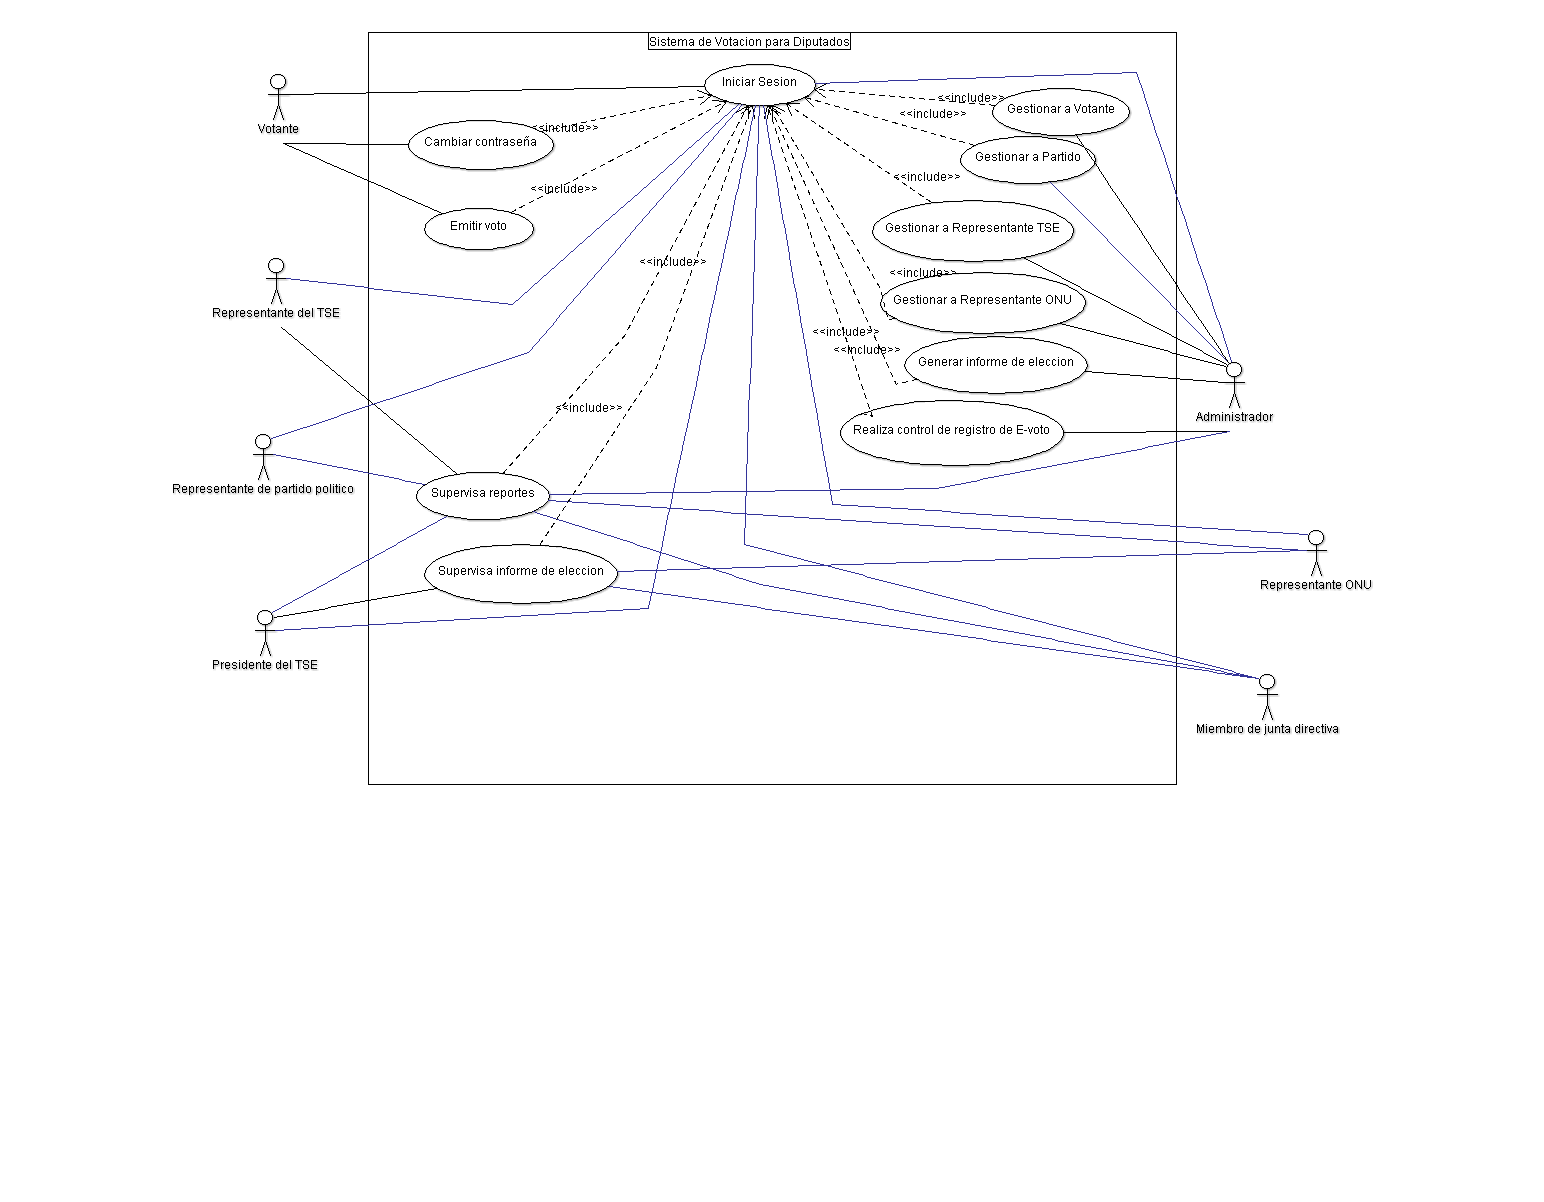 Sistema de Votacion para Diputados
Iniciar Sesion
Votante
Cambiar contraseña
<<include>>
<<include>>
Gestionar a Votante
<<include>>
Gestionar a Partido
<<include>>
Emitir voto
<<include>>
Gestionar a Representante TSE
<<include>>
<<include>>
Gestionar a Representante ONU
Representante del TSE
<<include>>
<<include>>
Generar informe de eleccion
<<include>>
Administrador
Realiza control de registro de E-voto
Representante de partido politico
Supervisa reportes
Supervisa informe de eleccion
Representante ONU
Presidente del TSE
Miembro de junta directiva